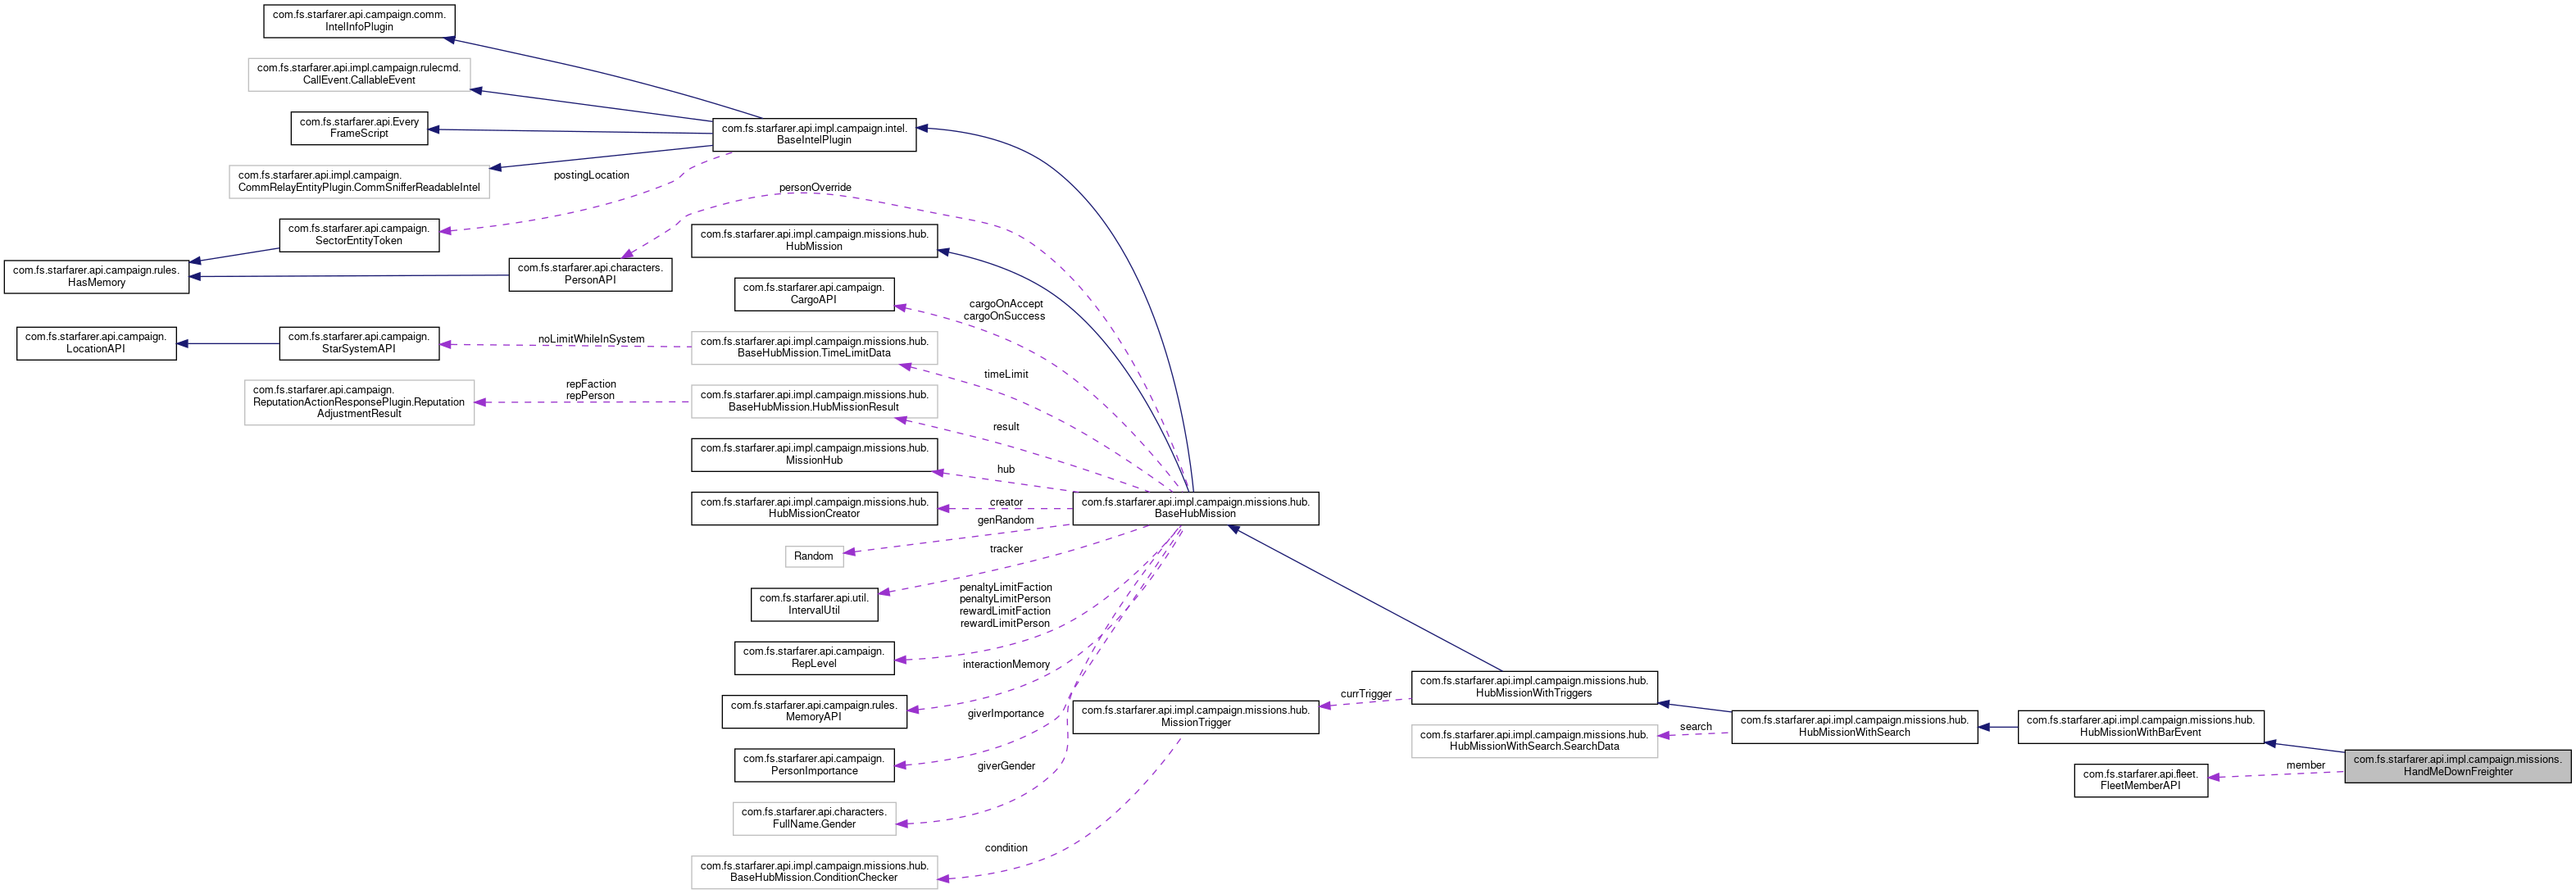 com.fs.starfarer.api.campaign.comm.
IntelInfoPlugin
com.fs.starfarer.api.impl.campaign.rulecmd.
CallEvent.CallableEvent
com.fs.starfarer.api.Every
FrameScript
com.fs.starfarer.api.impl.campaign.
CommRelayEntityPlugin.CommSnifferReadableIntel
com.fs.starfarer.api.impl.campaign.intel.
BaseIntelPlugin
postingLocation
personOverride
com.fs.starfarer.api.campaign.
SectorEntityToken
com.fs.starfarer.api.campaign.rules.
HasMemory
com.fs.starfarer.api.characters.
PersonAPI
com.fs.starfarer.api.impl.campaign.missions.hub.
HubMission
com.fs.starfarer.api.campaign.
CargoAPI
cargoOnAccept
cargoOnSuccess
com.fs.starfarer.api.campaign.
LocationAPI
com.fs.starfarer.api.campaign.
StarSystemAPI
noLimitWhileInSystem
com.fs.starfarer.api.impl.campaign.missions.hub.
BaseHubMission.TimeLimitData
timeLimit
com.fs.starfarer.api.campaign.
ReputationActionResponsePlugin.Reputation
AdjustmentResult
repFaction
repPerson
com.fs.starfarer.api.impl.campaign.missions.hub.
BaseHubMission.HubMissionResult
result
com.fs.starfarer.api.impl.campaign.missions.hub.
MissionHub
hub
com.fs.starfarer.api.impl.campaign.missions.hub.
HubMissionCreator
creator
com.fs.starfarer.api.impl.campaign.missions.hub.
BaseHubMission
genRandom
Random
tracker
com.fs.starfarer.api.util.
IntervalUtil
penaltyLimitFaction
penaltyLimitPerson
rewardLimitFaction
rewardLimitPerson
com.fs.starfarer.api.campaign.
RepLevel
interactionMemory
com.fs.starfarer.api.campaign.rules.
MemoryAPI
giverImportance
com.fs.starfarer.api.campaign.
PersonImportance
giverGender
com.fs.starfarer.api.characters.
FullName.Gender
condition
com.fs.starfarer.api.impl.campaign.missions.hub.
BaseHubMission.ConditionChecker
com.fs.starfarer.api.impl.campaign.missions.hub.
MissionTrigger
currTrigger
com.fs.starfarer.api.impl.campaign.missions.hub.
HubMissionWithTriggers
com.fs.starfarer.api.impl.campaign.missions.hub.
HubMissionWithSearch.SearchData
search
com.fs.starfarer.api.impl.campaign.missions.hub.
HubMissionWithSearch
com.fs.starfarer.api.impl.campaign.missions.hub.
HubMissionWithBarEvent
com.fs.starfarer.api.fleet.
FleetMemberAPI
member
com.fs.starfarer.api.impl.campaign.missions.
HandMeDownFreighter